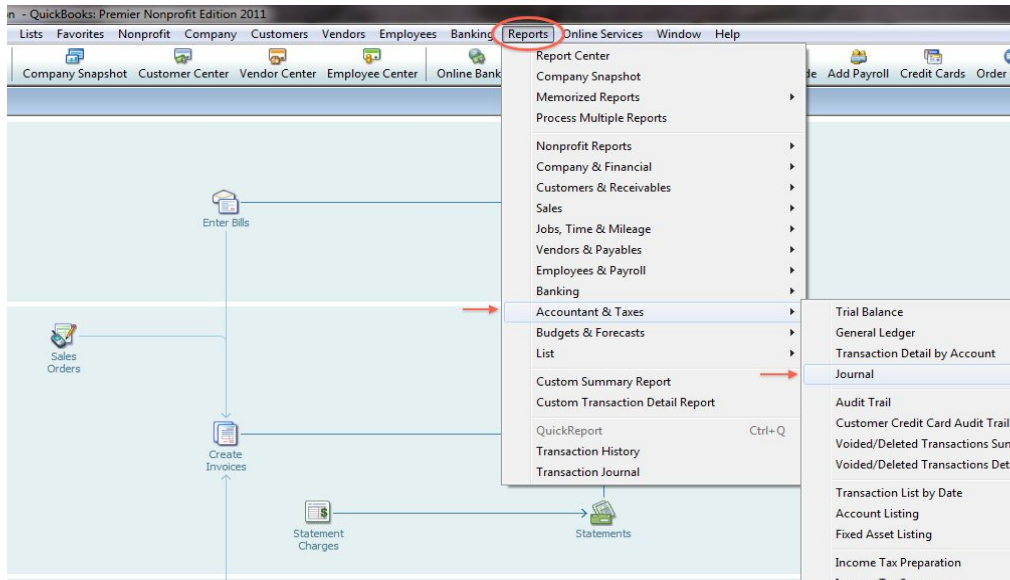 on - QuickBooks: Premier Nonprofit Edition 2011
Lists Favorites Nonprofit Company Customers Vendors Employees Banking Reports Online Services Window Help
Company Snapshot Customer Center Vendor Center Employee Center Online Bank de Add Payroll Credit Cards Order
Report Center
Company Snapshot
Memorized Reports
Process Multiple Reports
Nonprofit Reports
Company & Financial
Customers & Receivables
Sales
Jobs, Time & Mileage
Vendors & Payables
Employees & Payroll
Banking
Accountant & Taxes
Budgets & Forecasts
List
Custom Summary Report
Custom Transaction Detail Report
QuickReport Ctrl+Q
Transaction History
Transaction Journal
Trial Balance
General Ledger
Transaction Detail by Account
Journal
Audit Trail
Customer Credit Card Audit Trail
Voided/Deleted Transactions Sum
Voided/Deleted Transactions Det
Transaction List by Date
Account Listing
Fixed Asset Listing
Income Tax Preparation
Enter Bills
Sales
Orders
Create
Invoices
Statement
Charges
Statements